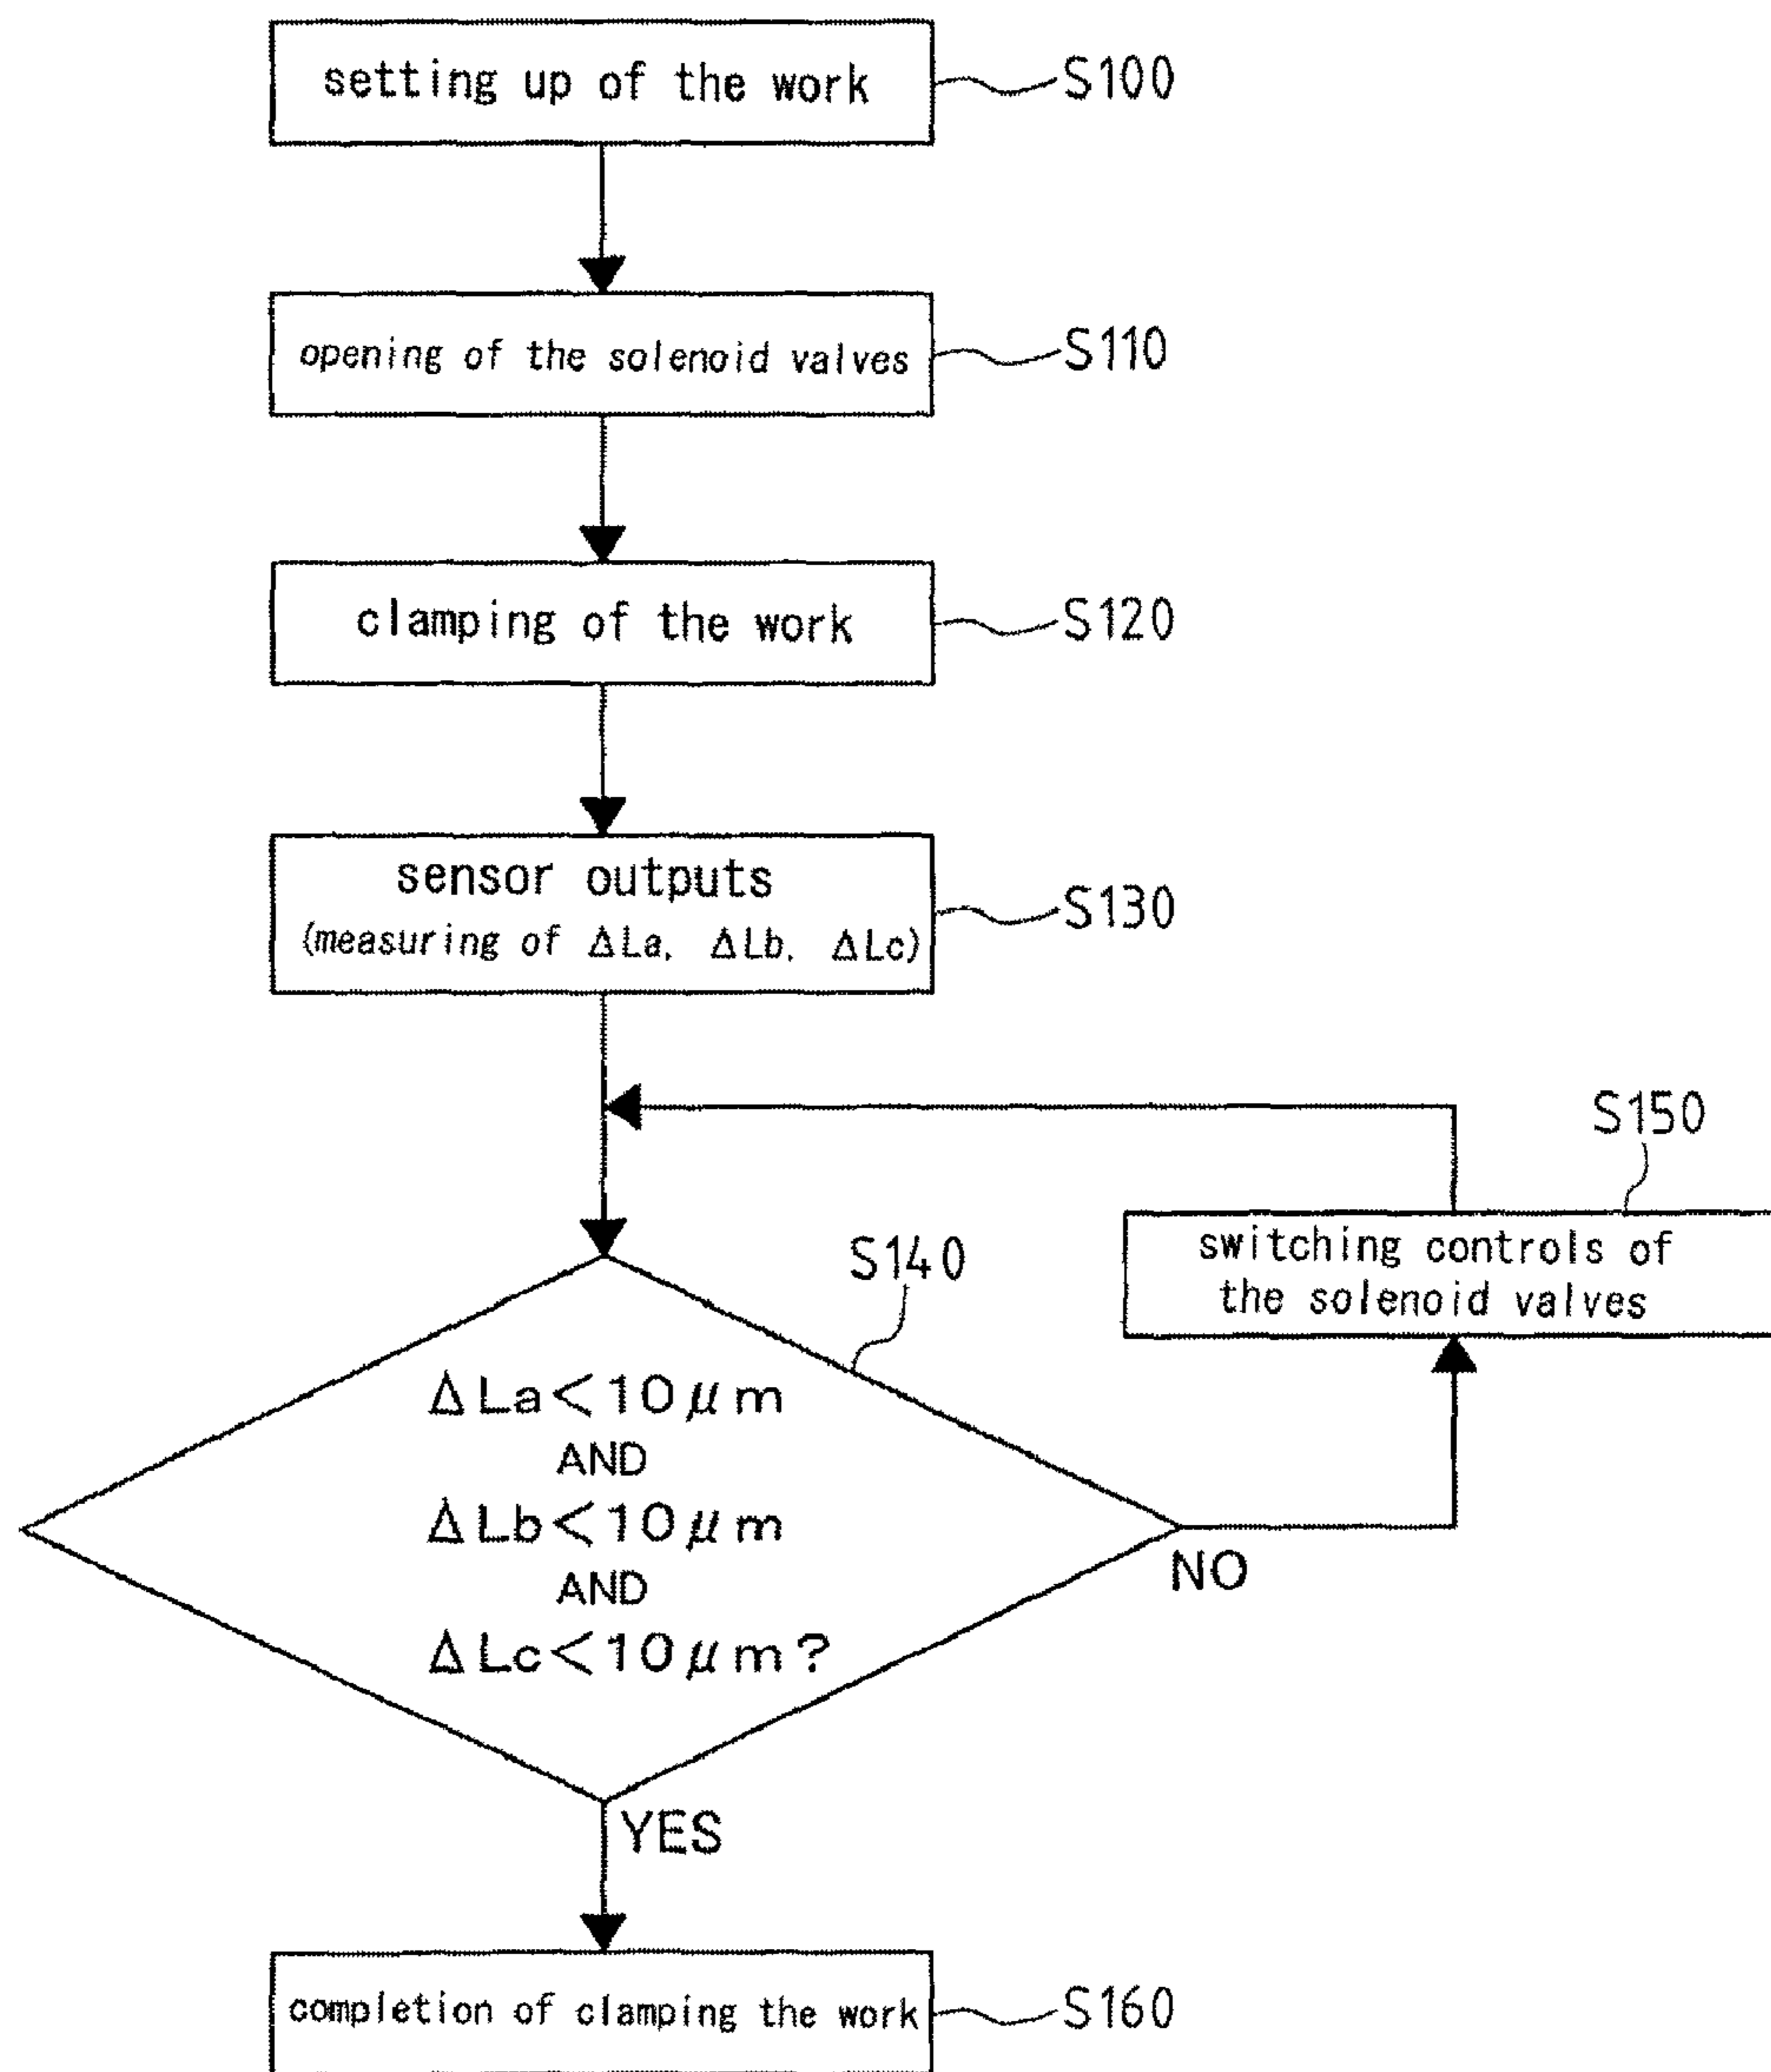 setting up of the work
S100
opening of the solenoid valves
S110
clamping of the work
S120
sensor outputs
(measuring of ΔLa, ΔLb, ΔLc)
S130
S150
switching controls of
the solenoid valves
S140
ΔLa<10μm
AND
ΔLb<10μm
AND
ΔLc<10μm?
NO
YES
completion of clamping the work
S160